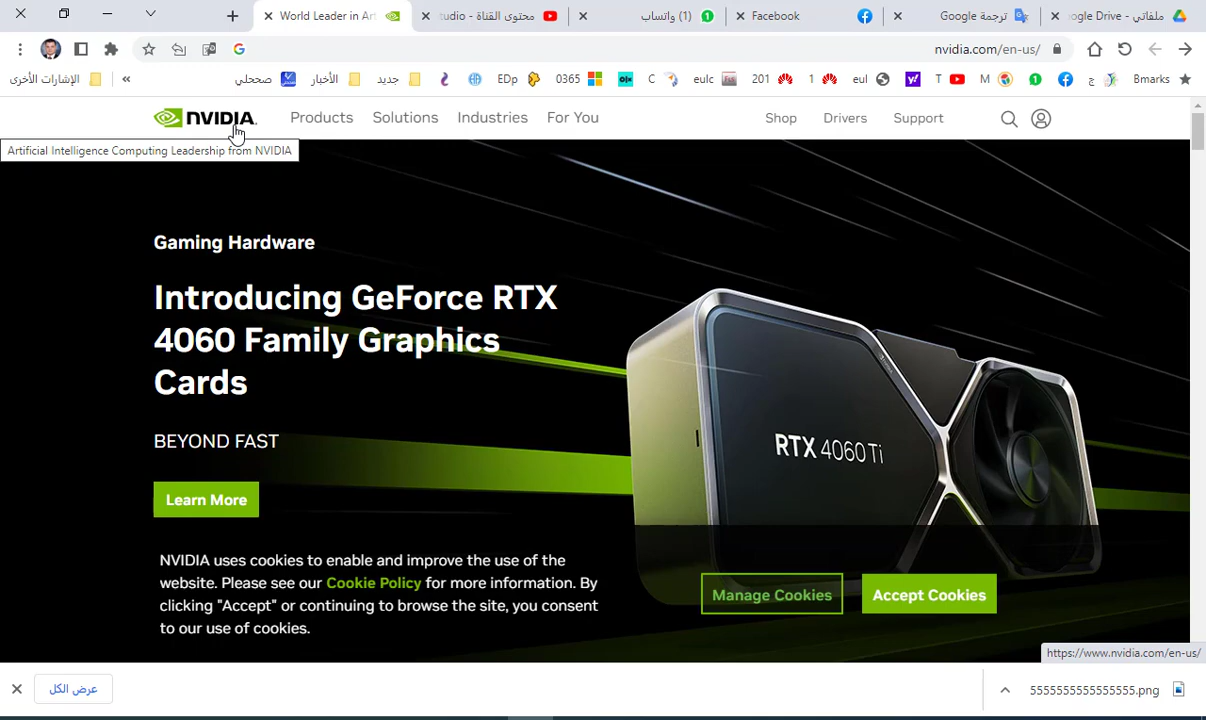 World Leader in Art
محتوى القناة - tudio
(1) واتساب
Facebook
ترجمة Google
ملفاتي - ogle Drive
nvidia.com/en-us/
الإشارات الأخرى
«
صححلي
الأخبار
جديد
EDp
0365
C
eulc
201
1
eul
T
M
1
ج
Bmarks
NVIDIA.
Products
Solutions
Industries
For You
Shop
Drivers
Support
Artificial Intelligence Computing Leadership from NVIDIA
Gaming Hardware
Introducing GeForce RTX
4060 Family Graphics
Cards
BEYOND FAST
Learn More
RTX 4060 Ti
NVIDIA uses cookies to enable and improve the use of the
website. Please see our Cookie Policy for more information. By
clicking "Accept" or continuing to browse the site, you consent
to our use of cookies.
Manage Cookies
Accept Cookies
https://www.nvidia.com/en-us/
عرض الكل
5555555555555555.png